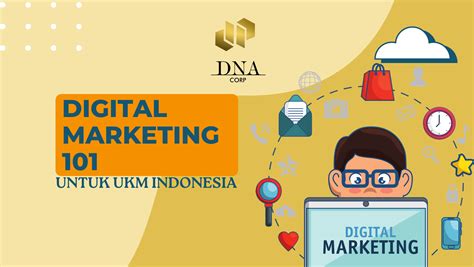 DNA
CORP
DIGITAL
MARKETING
101
UNTUK UKM INDONESIA
DIGITAL
MARKETING